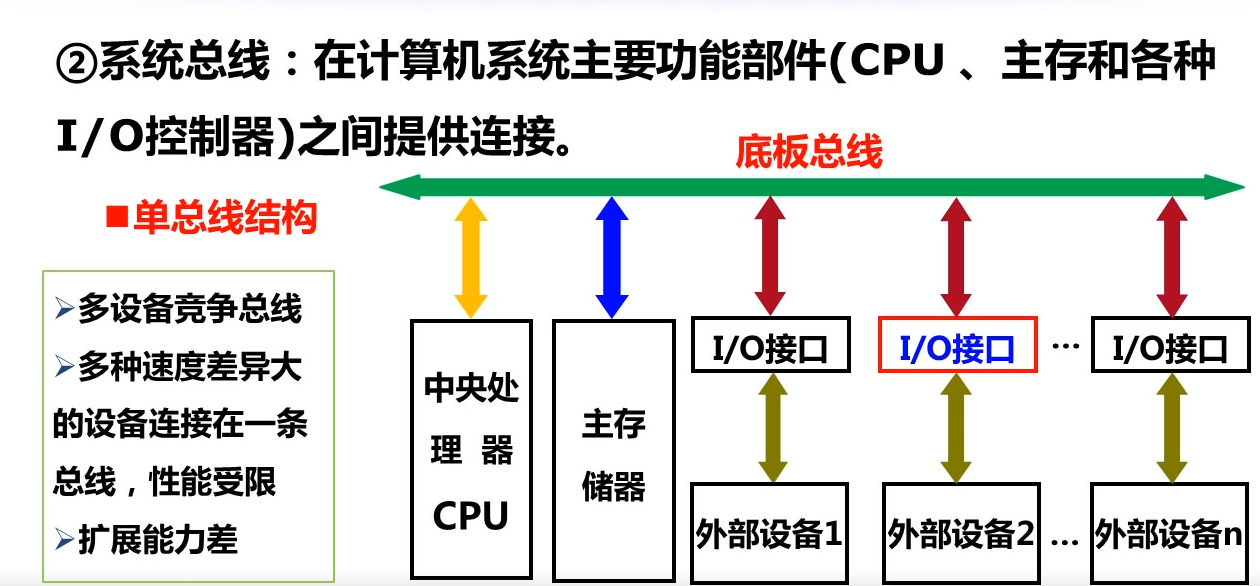 ②系统总线：在计算机系统主要功能部件(CPU 、主存和各种
I/O控制器)之间提供连接。
底板总线
■单总线结构
➢多设备竞争总线
➢多种速度差异大
的设备连接在一条
总线，性能受限
➢扩展能力差
中央处
理 器
CPU
主存
储器
I/O接口
I/O接口
…
I/O接口
外部设备1
外部设备2
…
外部设备n